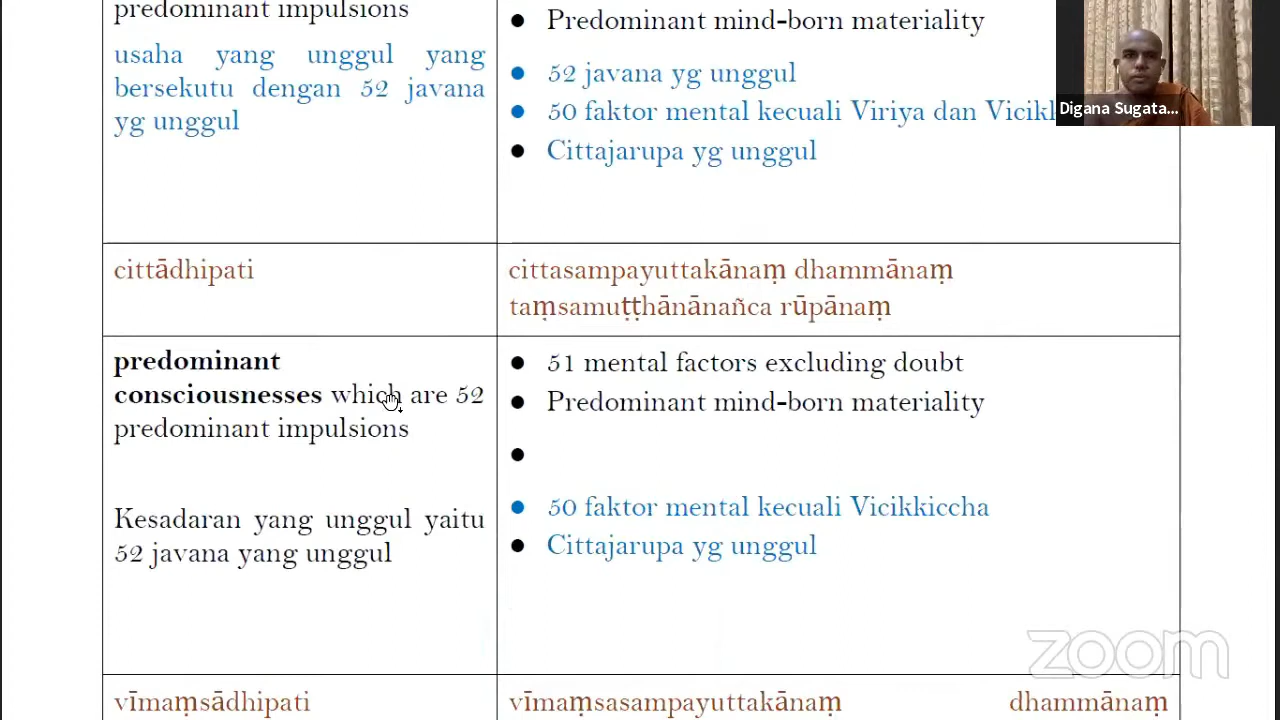 predominant impulsions
usaha yang unggul yang
bersekutu dengan 52 javana
yg unggul
• Predominant mind-born materiality
• 52 javana yg unggul
• 50 faktor mental kecuali Viriya dan
• Cittajarupa yg unggul
Digana Sugata...
cittādhipati
cittasampayuttakānaṃ dhammānaṃ
taṃsamuṭṭhānānañca rūpānaṃ
predominant
consciousnesses which are 52
predominant impulsions
Kesadaran yang unggul yaitu
52 javana yang unggul
• 51 mental factors excluding doubt
• Predominant mind-born materiality
•
• 50 faktor mental kecuali Vicikkiccha
• Cittajarupa yg unggul
zoom
vīmaṃsādhipati
vīmaṃsasampayuttakānaṃ dhammānaṃ